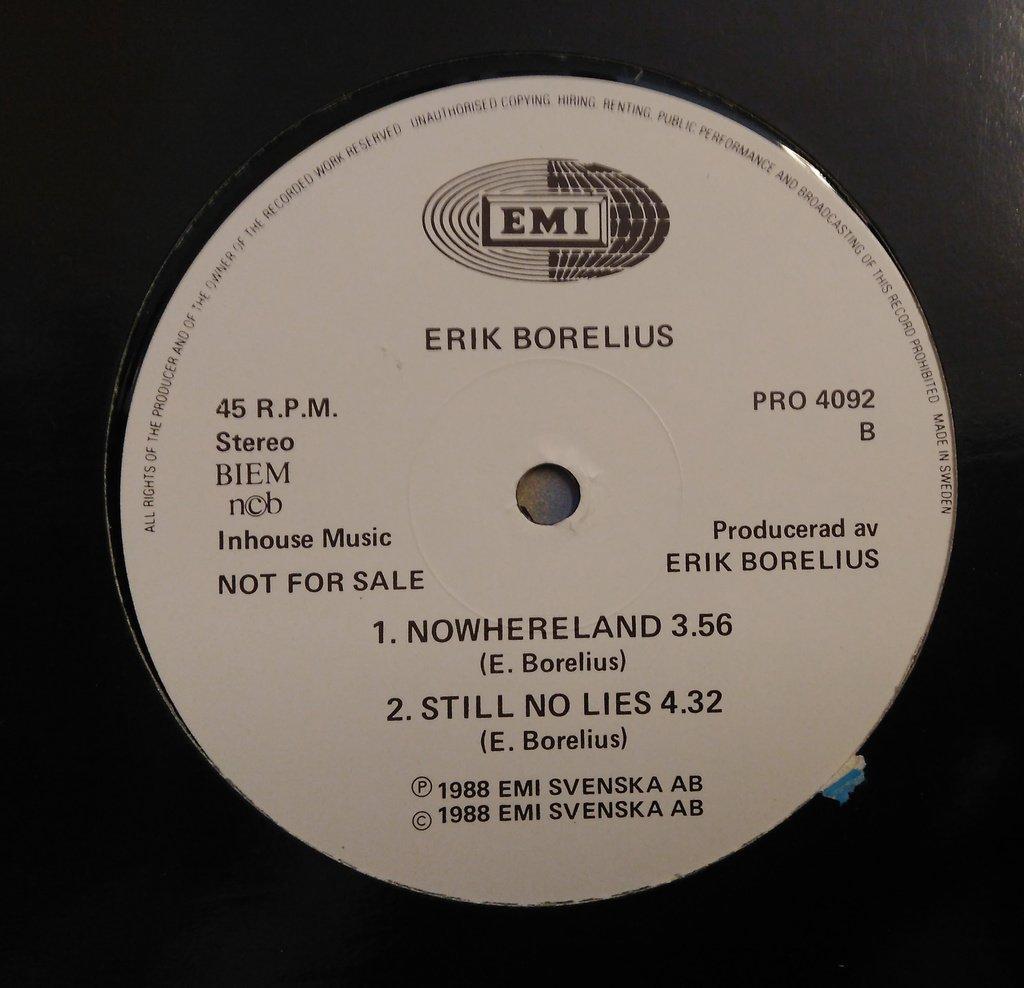 ALL RIGHTS OF THE PRODUCER AND OF THE OWNER OF THE RECORDED WORK RESERVED UNAUTHORISED COPYING HIRING RENTING, PUBLIC PERFORMANCE AND BROADCASTING OF THIS RECORD PROHIBITED MADE IN SWEDEN
EMI
ERIK BORELIUS
45 R.P.M.
Stereo
BIEM
n©b
Inhouse Music
NOT FOR SALE
PRO 4092
B
Producerad av
ERIK BORELIUS
1. NOWHERELAND 3.56
(E. Borelius)
2. STILL NO LIES 4.32
(E. Borelius)
℗ 1988 EMI SVENSKA AB
© 1988 EMI SVENSKA AB